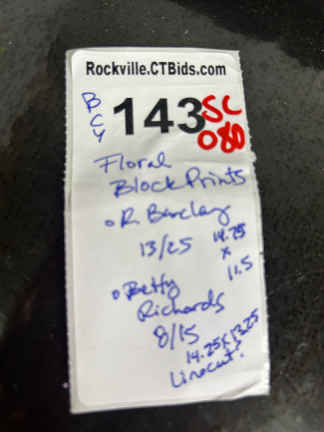 Rockville.CTBids.com
BCY 143 SC
080
Floral
Block Prints
o R. Barclay
13/25 14.75
x
11.5
o Betty
Richards
8/15
14.25 x 13.25
Linocut?